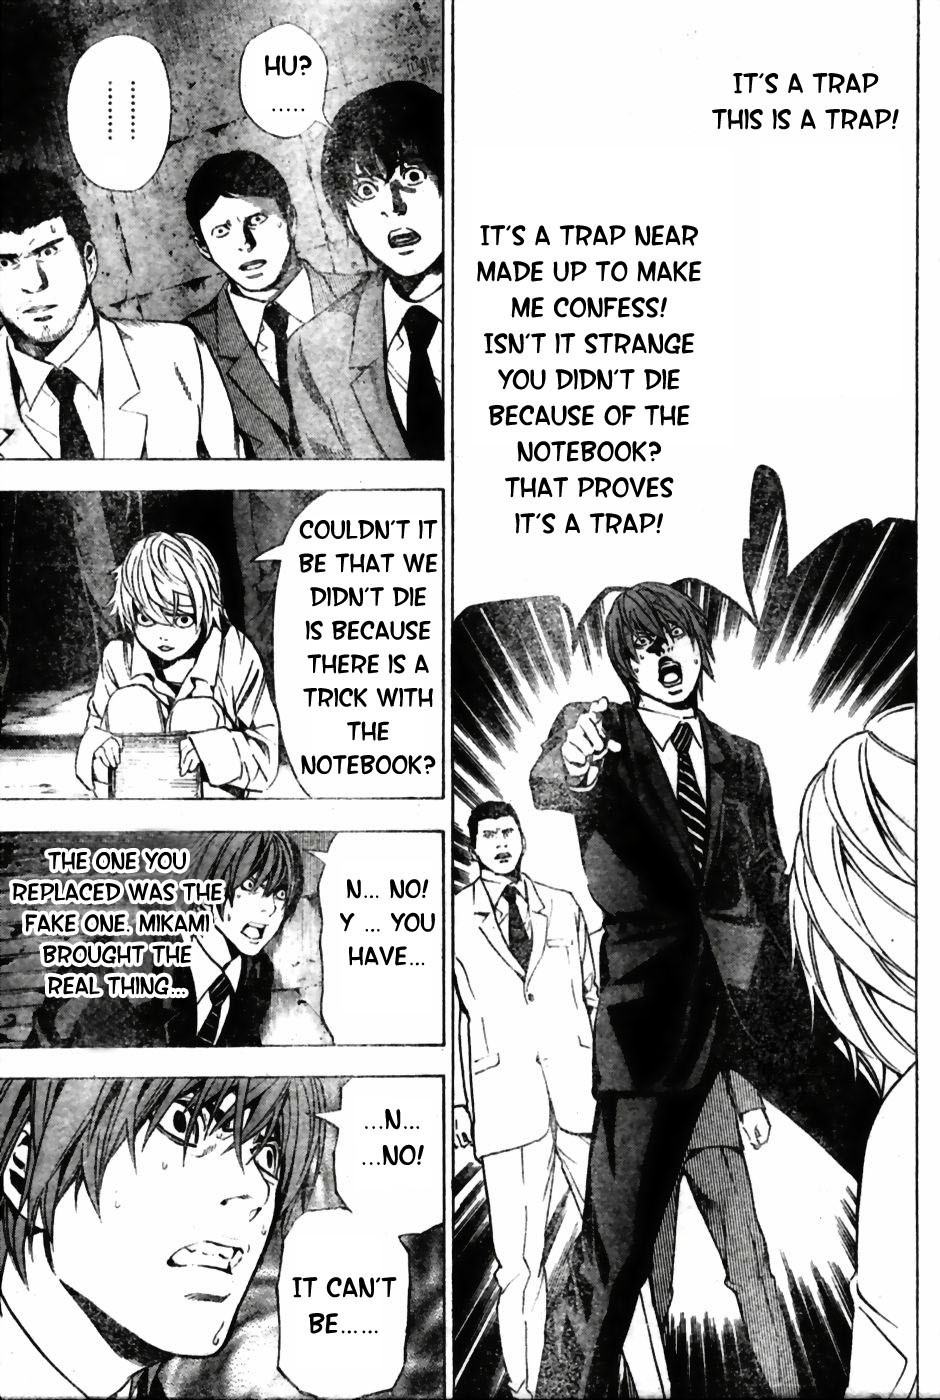 IT'S A TRAP
THIS IS A TRAP!
IT'S A TRAP NEAR
MADE UP TO MAKE
ME CONFESS!
ISN'T IT STRANGE
YOU DIDN'T DIE
BECAUSE OF THE
NOTEBOOK?
THAT PROVES
IT'S A TRAP!
HU?
.....
COULDN'T IT
BE THAT WE
DIDN'T DIE
IS BECAUSE
THERE IS A
TRICK WITH
THE
NOTEBOOK?
N... NO!
Y ... YOU
HAVE...
THE ONE YOU
REPLACED WAS THE
FAKE ONE. MIKAMI
BROUGHT THE
REAL THING...
...N...
...NO!
IT CAN'T
BE......